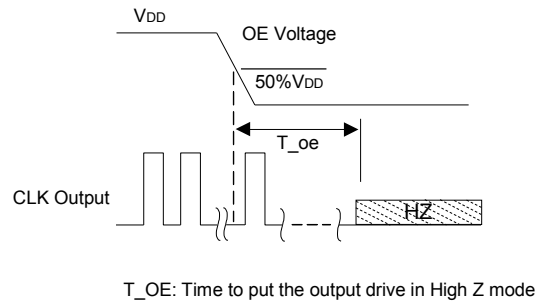 VDD
OE Voltage
50%VDD
T_oe
CLK Output
HZ
T_OE: Time to put the output drive in High Z mode